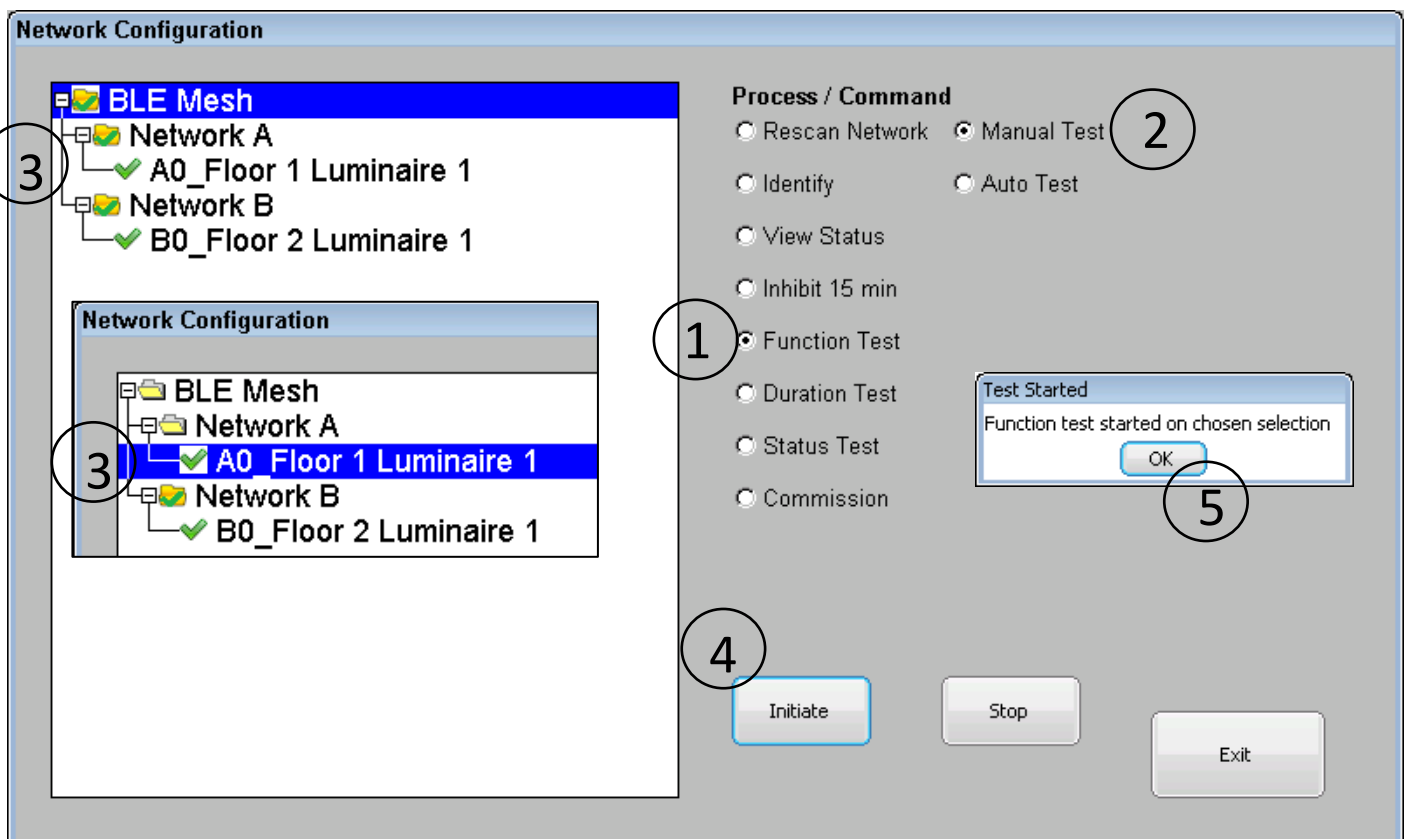 Network Configuration
BLE Mesh
Network A
A0_Floor 1 Luminaire 1
Network B
B0_Floor 2 Luminaire 1
3
Network Configuration
BLE Mesh
Network A
A0_Floor 1 Luminaire 1
Network B
B0_Floor 2 Luminaire 1
3
Process / Command
Rescan Network Manual Test 2
Identify Auto Test
View Status
Inhibit 15 min
1 Function Test
Duration Test
Status Test
Commission
Test Started
Function test started on chosen selection
OK
5
4
Initiate Stop
Exit